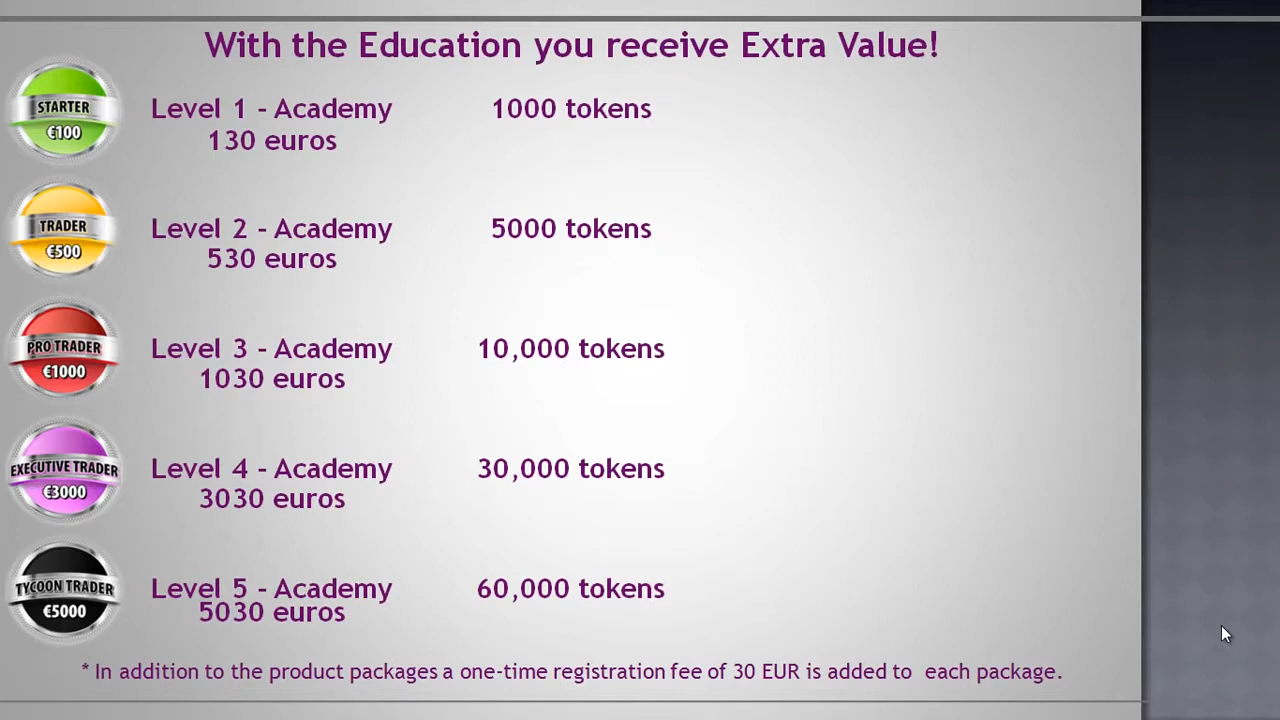 With the Education you receive Extra Value!
STARTER
€100
Level 1 - Academy 1000 tokens
130 euros
TRADER
€500
Level 2 - Academy 5000 tokens
530 euros
PRO TRADER
€1000
Level 3 - Academy 10,000 tokens
1030 euros
EXECUTIVE TRADER
€3000
Level 4 - Academy 30,000 tokens
3030 euros
TYCOON TRADER
€5000
Level 5 - Academy 60,000 tokens
5030 euros
* In addition to the product packages a one-time registration fee of 30 EUR is added to each package.